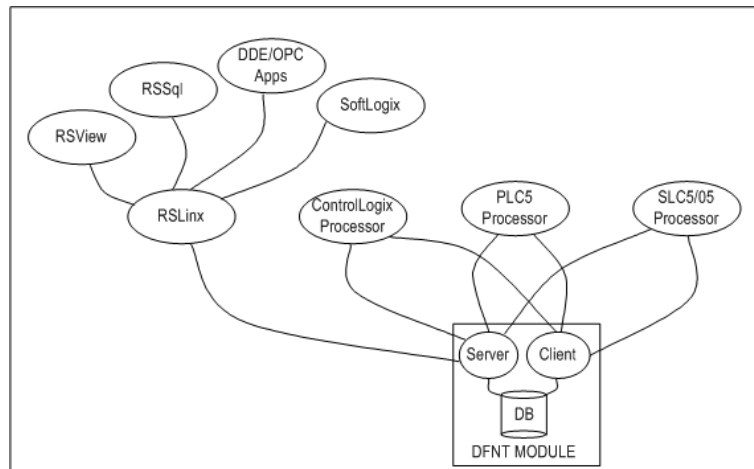 DDE/OPC
Apps
RSSql
SoftLogix
RSView
RSLinx
ControlLogix
Processor
PLC5
Processor
SLC5/05
Processor
Server
Client
DB
DFNT MODULE